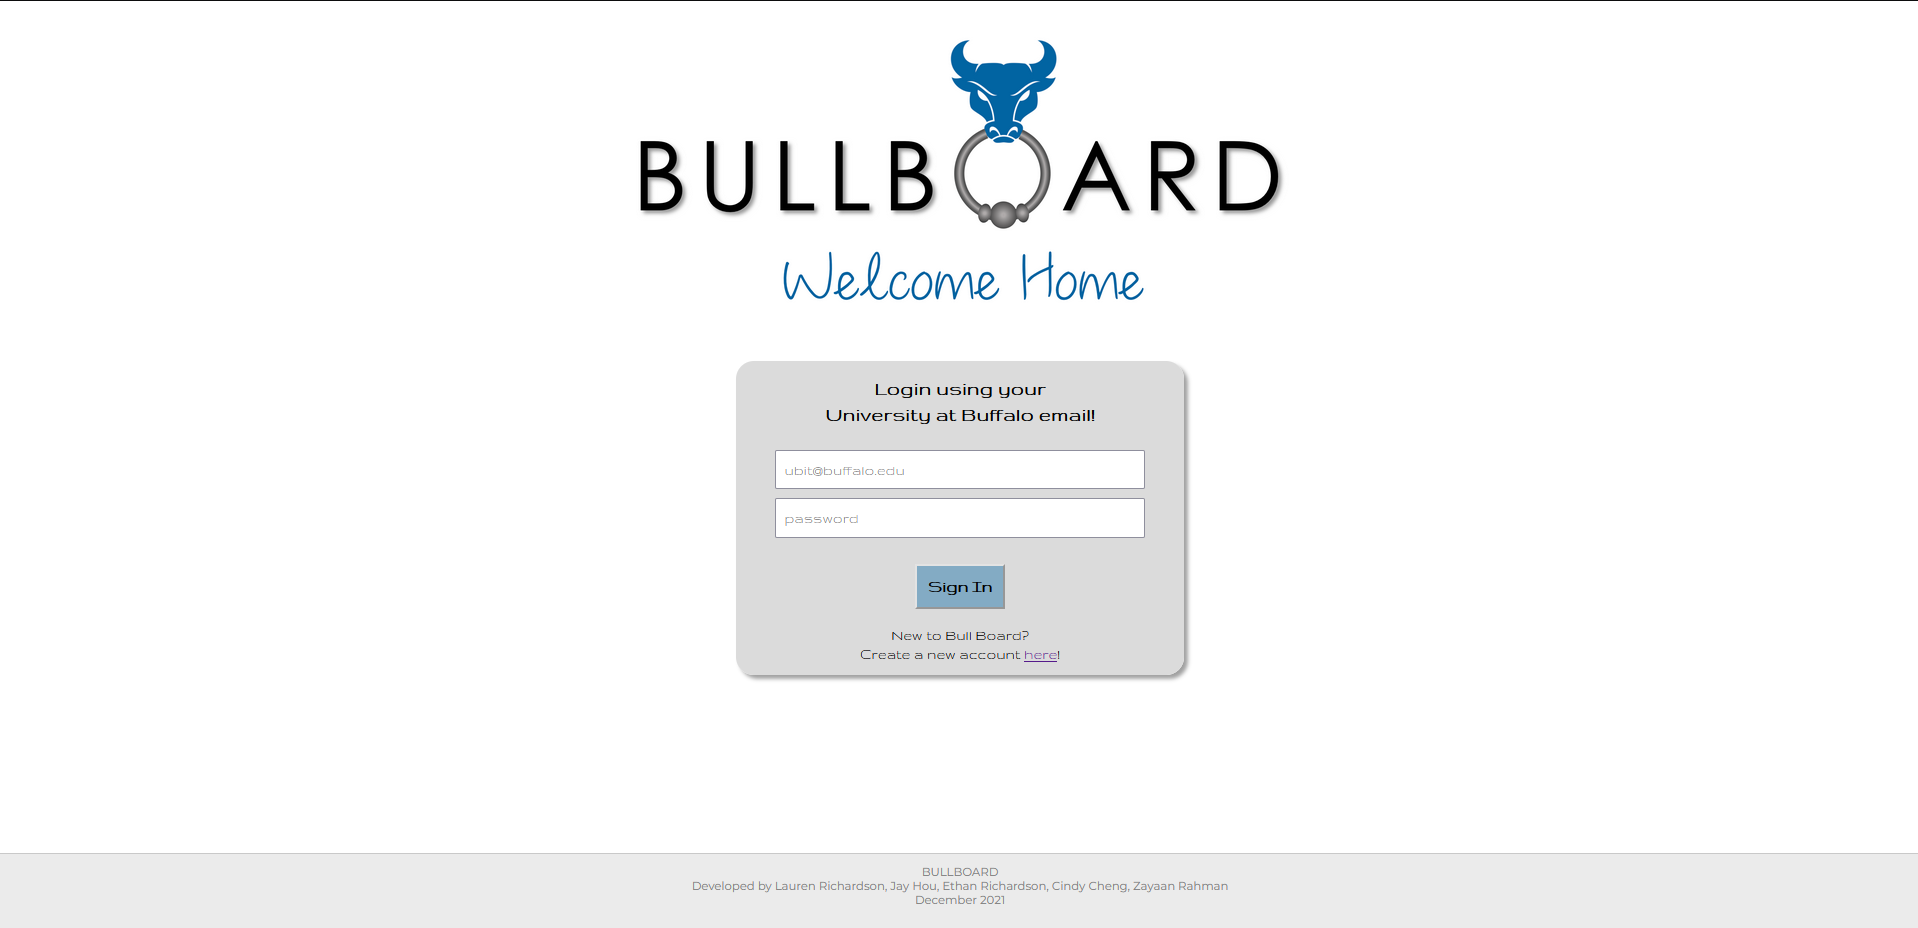 BULLBOARD
Welcome Home
Login using your
University at Buffalo email!
ubit@buffalo.edu
password
Sign In
New to Bull Board?
Create a new account here!
BULLBOARD
Developed by Lauren Richardson, Jay Hou, Ethan Richardson, Cindy Cheng, Zayaan Rahman
December 2021